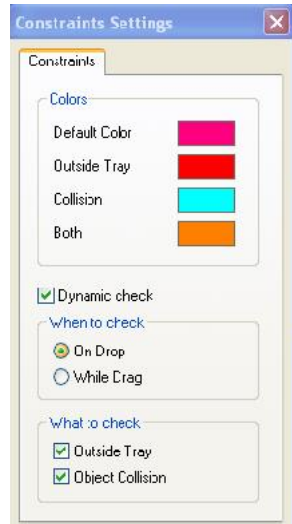 Constraints Settings
Constraints
Colors
Default Color
Outside Tray
Collision
Both
Dynamic check
When to check
On Drop
While Drag
What to check
Outside Tray
Object Collision